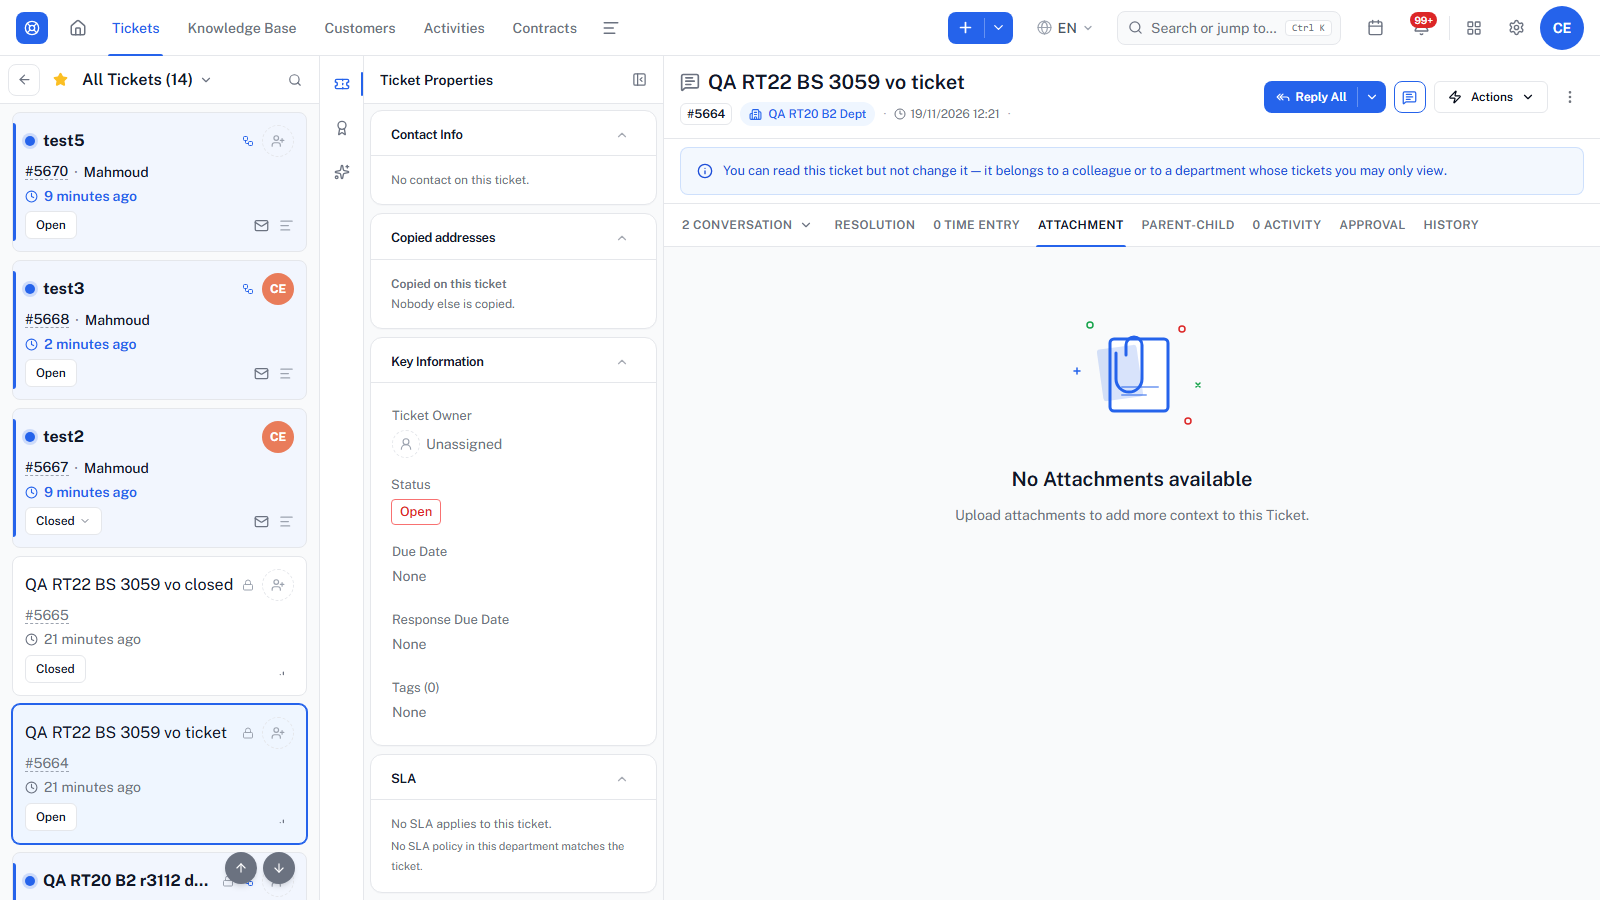 Tickets
Knowledge Base
Customers
Activities
Contracts
EN
Search or jump to...
Ctrl K
99+
CE
All Tickets (14)
test5
#5670 · Mahmoud
9 minutes ago
Open
test3
CE
#5668 · Mahmoud
2 minutes ago
Open
test2
CE
#5667 · Mahmoud
9 minutes ago
Closed
QA RT22 BS 3059 vo closed
#5665
21 minutes ago
Closed
QA RT22 BS 3059 vo ticket
#5664
21 minutes ago
Open
QA RT20 B2 r3112 d...
Ticket Properties
Contact Info
No contact on this ticket.
Copied addresses
Copied on this ticket
Nobody else is copied.
Key Information
Ticket Owner
Unassigned
Status
Open
Due Date
None
Response Due Date
None
Tags (0)
None
SLA
No SLA applies to this ticket.
No SLA policy in this department matches the
ticket.
QA RT22 BS 3059 vo ticket
#5664
QA RT20 B2 Dept
· 19/11/2026 12:21 ·
Reply All
Actions
You can read this ticket but not change it — it belongs to a colleague or to a department whose tickets you may only view.
2 CONVERSATION
RESOLUTION
0 TIME ENTRY
ATTACHMENT
PARENT-CHILD
0 ACTIVITY
APPROVAL
HISTORY
No Attachments available
Upload attachments to add more context to this Ticket.